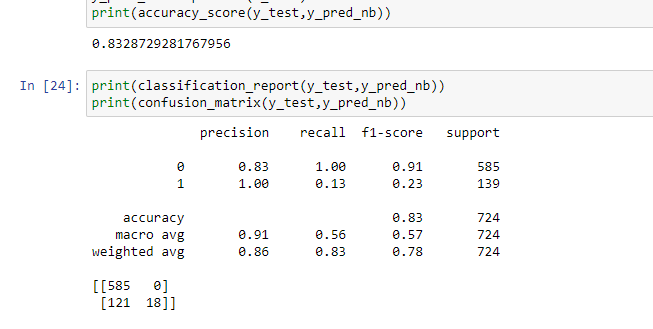 print(accuracy_score(y_test,y_pred_nb))
0.8328729281767956
In [24]: print(classification_report(y_test,y_pred_nb))
print(confusion_matrix(y_test,y_pred_nb))
precision recall f1-score support
0 0.83 1.00 0.91 585
1 1.00 0.13 0.23 139
accuracy 0.83 724
macro avg 0.91 0.56 0.57 724
weighted avg 0.86 0.83 0.78 724
[[585 0]
[121 18]]